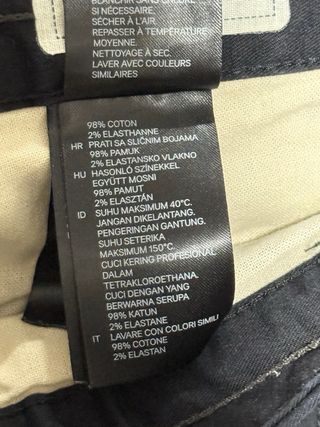 BLANCHIR SANS CHLORE
SI NÉCESSAIRE.
SÉCHER À L'AIR.
REPASSER À TEMPÉRATURE
MOYENNE.
NETTOYAGE À SEC.
LAVER AVEC COULEURS
SIMILAIRES
98% COTON
2% ELASTHANNE
HR PRATI SA SLIČNIM BOJAMA
98% PAMUK
2% ELASTANSKO VLAKNO
HU HASONLÓ SZÍNEKKEL
EGYÜTT MOSNI
98% PAMUT
2% ELASZTÁN
ID SUHU MAKSIMUM 40°C.
JANGAN DIKELANTANG.
PENGERINGAN GANTUNG.
SUHU SETERIKA
MAKSIMUM 150°C.
CUCI KERING PROFESIONAL
DALAM
TETRAKLOROETHANA.
CUCI DENGAN YANG
BERWARNA SERUPA
98% KATUN
2% ELASTANE
IT LAVARE CON COLORI SIMILI
98% COTONE
2% ELASTAN